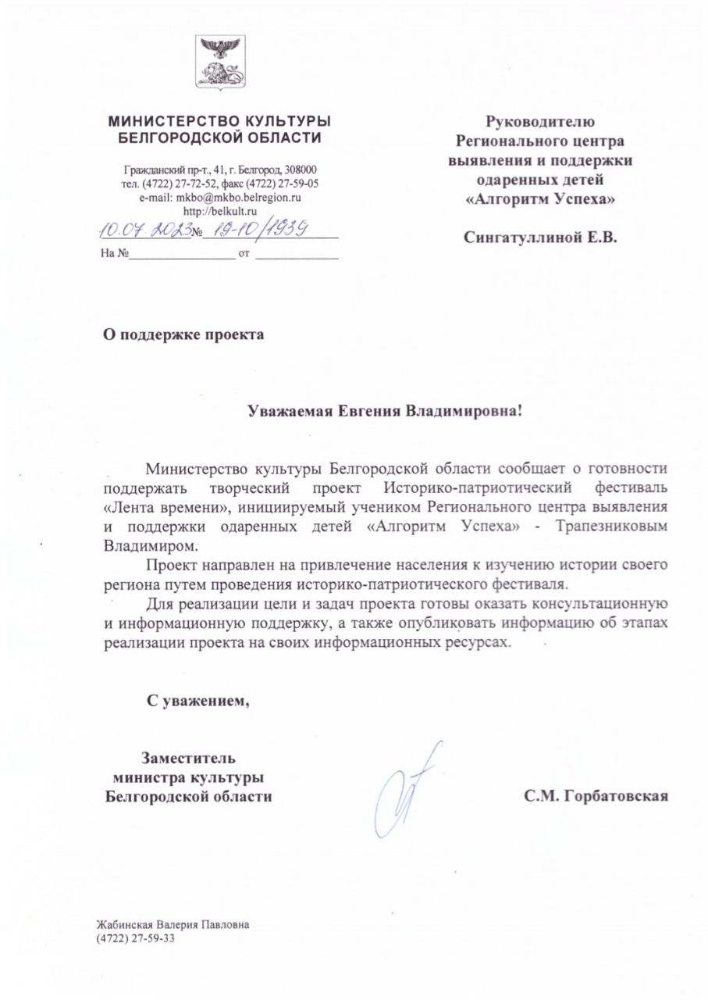 МИНИСТЕРСТВО КУЛЬТУРЫ
БЕЛГОРОДСКОЙ ОБЛАСТИ
Гражданский пр-т., 41, г. Белгород, 308000
тел. (4722) 27-72-52, факс (4722) 27-59-05
e-mail: mkbo@mkbo.belregion.ru
http://belkult.ru
10.07.2023 № 19-10/1939
На №_________________ от _____________
Руководителю
Регионального центра
выявления и поддержки
одаренных детей
«Алгоритм Успеха»
Сингатуллиной Е.В.
О поддержке проекта
Уважаемая Евгения Владимировна!
Министерство культуры Белгородской области сообщает о готовности
поддержать творческий проект Историко-патриотический фестиваль
«Лента времени», инициируемый учеником Регионального центра выявления
и поддержки одаренных детей «Алгоритм Успеха» - Трапезниковым
Владимиром.
Проект направлен на привлечение населения к изучению истории своего
региона путем проведения историко-патриотического фестиваля.
Для реализации цели и задач проекта готовы оказать консультационную
и информационную поддержку, а также опубликовать информацию об этапах
реализации проекта на своих информационных ресурсах.
С уважением,
Заместитель
министра культуры
Белгородской области
С.М. Горбатовская
Жабинская Валерия Павловна
(4722) 27-59-33